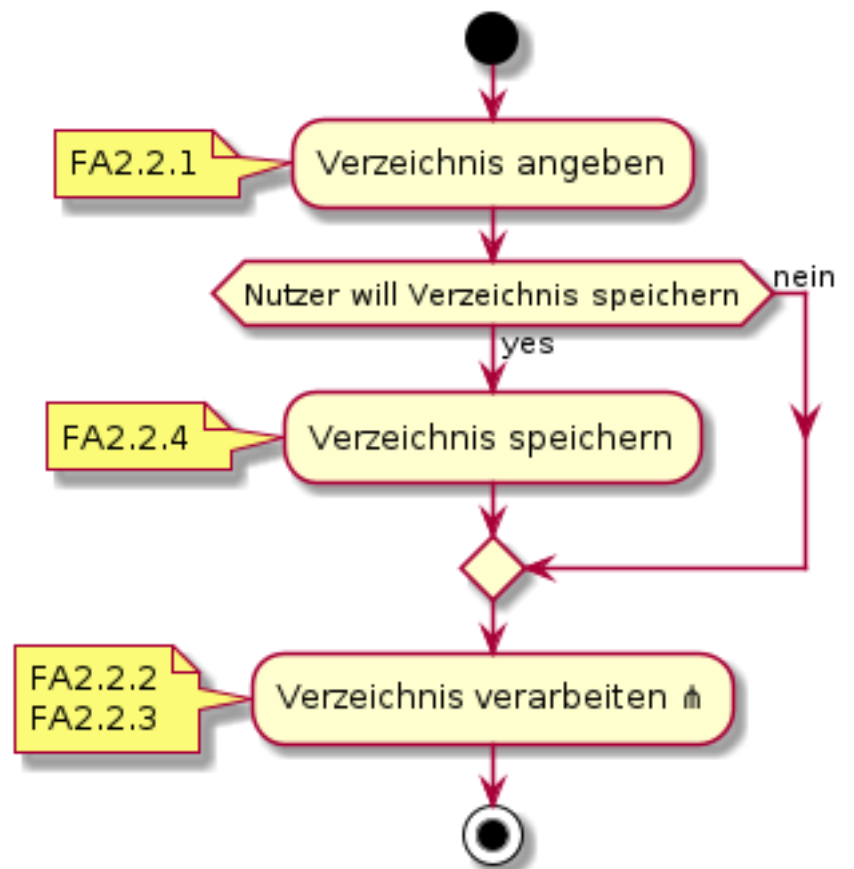 FA2.2.1
Verzeichnis angeben
Nutzer will Verzeichnis speichern
nein
yes
FA2.2.4
Verzeichnis speichern
FA2.2.2
FA2.2.3
Verzeichnis verarbeiten ⋔